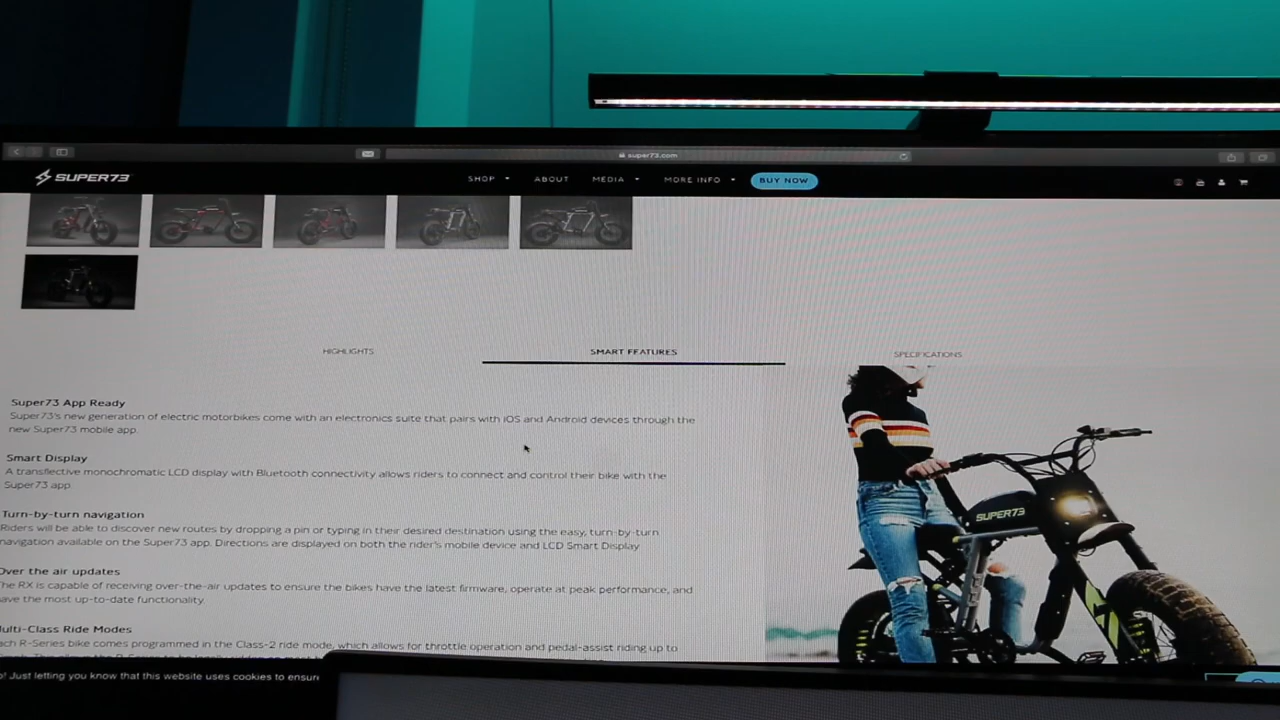 super73.com
SUPER73
SHOP
ABOUT
MEDIA
MORE INFO
BUY NOW
HIGHLIGHTS
SMART FEATURES
SPECIFICATIONS
Super73 App Ready
Super73's new generation of electric motorbikes come with an electronics suite that pairs with iOS and Android devices through the
new Super73 mobile app.
Smart Display
A transflective monochromatic LCD display with Bluetooth connectivity allows riders to connect and control their bike with the
Super73 app
Turn-by-turn navigation
Riders will be able to discover new routes by dropping a pin or typing in their desired destination using the easy, turn-by-turn
navigation available on the Super73 app. Directions are displayed on both the rider's mobile device and LCD Smart Display
Over the air updates
The RX is capable of receiving over-the-air updates to ensure the bikes have the latest firmware, operate at peak performance, and
ave the most up-to-date functionality.
ulti-Class Ride Modes
ach R-Series bike comes programmed in the Class-2 ride mode, which allows for throttle operation and pedal-assist riding up to
SUPER73
o! Just letting you know that this website uses cookies to ensure